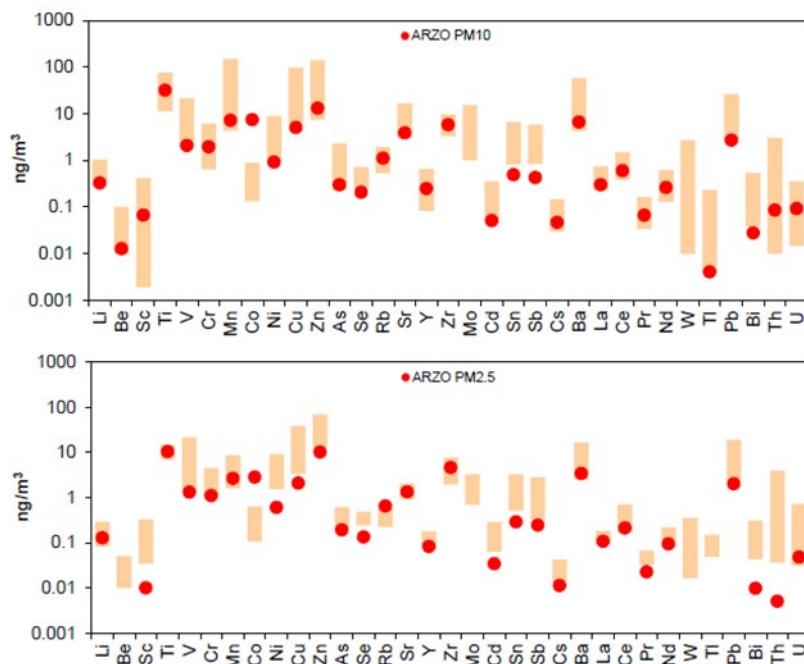 ARZO PM10
1000
100
10
1
0.1
0.01
0.001
ng/m³
Li Be Sc Ti V Cr Mn Co Ni Cu Zn As Se Rb Sr Y Zr Mo Cd Sn Sb Cs Ba La Ce Pr Nd W Tl Pb Bi Th U
ARZO PM2.5
1000
100
10
1
0.1
0.01
0.001
ng/m³
Li Be Sc Ti V Cr Mn Co Ni Cu Zn As Se Rb Sr Y Zr Mo Cd Sn Sb Cs Ba La Ce Pr Nd W Tl Pb Bi Th U